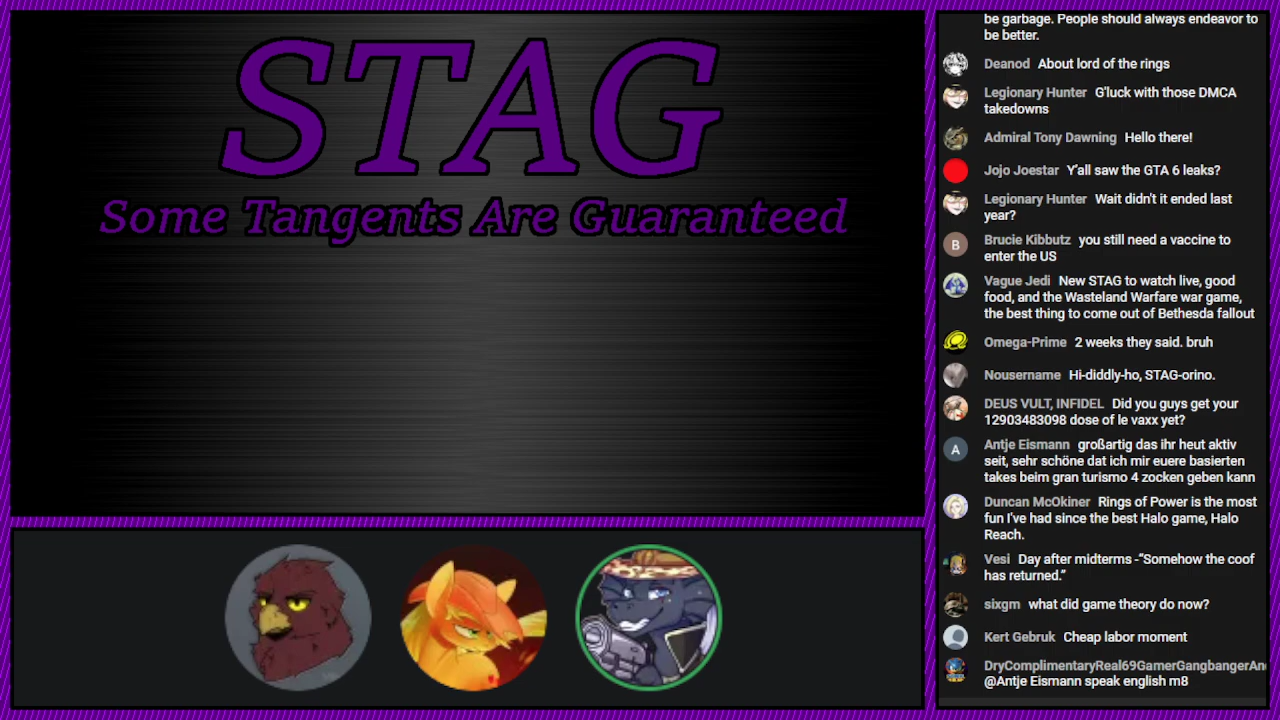 STAG
Some Tangents Are Guaranteed
be garbage. People should always endeavor to
be better.
Deanod About lord of the rings
Legionary Hunter G'luck with those DMCA
takedowns
Admiral Tony Dawning Hello there!
Jojo Joestar Y'all saw the GTA 6 leaks?
Legionary Hunter Wait didn't it ended last
year?
B
Brucie Kibbutz you still need a vaccine to
enter the US
Vague Jedi New STAG to watch live, good
food, and the Wasteland Warfare war game,
the best thing to come out of Bethesda fallout
Omega-Prime 2 weeks they said. bruh
Nousername Hi-diddly-ho, STAG-orino.
DEUS VULT, INFIDEL Did you guys get your
12903483098 dose of le vaxx yet?
A
Antje Eismann großartig das ihr heut aktiv
seit, sehr schöne dat ich mir euere basierten
takes beim gran turismo 4 zocken geben kann
Duncan McOkiner Rings of Power is the most
fun I've had since the best Halo game, Halo
Reach.
Vesi Day after midterms -“Somehow the coof
has returned.”
sixgm what did game theory do now?
Kert Gebruk Cheap labor moment
DryComplimentaryReal69GamerGangbangerAn
@Antje Eismann speak english m8